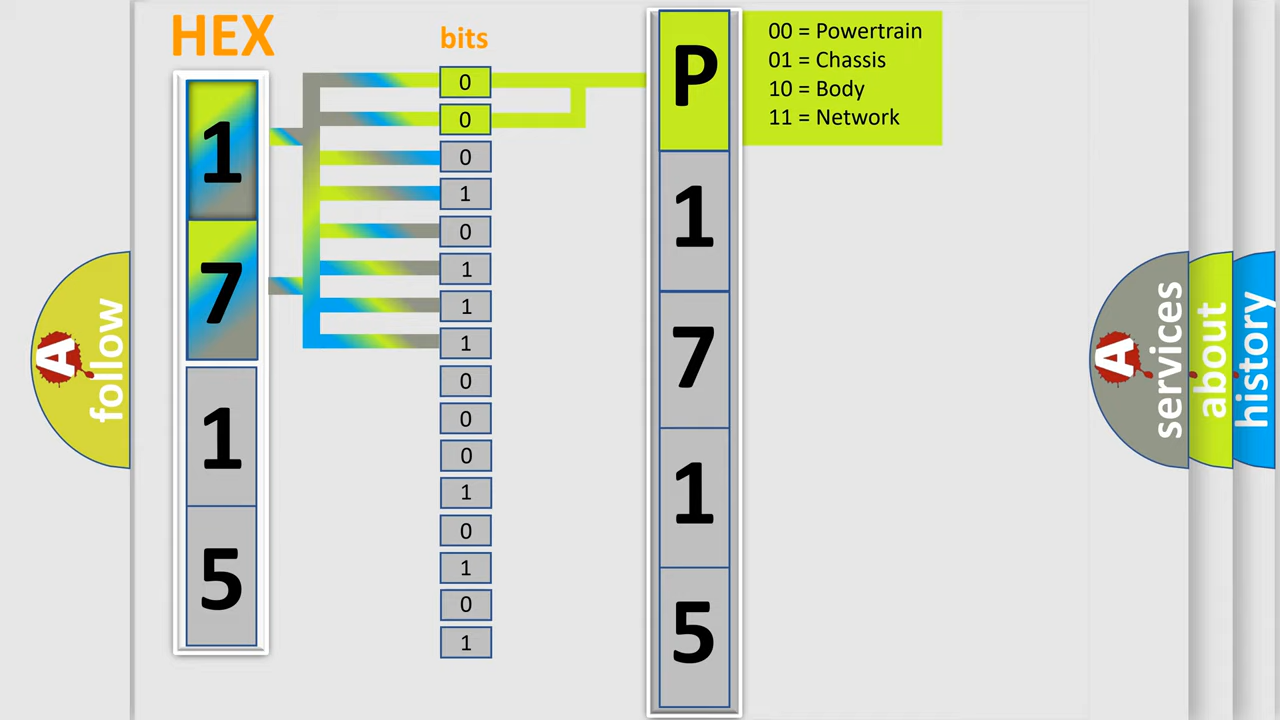 HEX
bits
1
7
1
5
0
0
0
1
0
1
1
1
0
0
0
1
0
1
0
1
P
1
7
1
5
00 = Powertrain
01 = Chassis
10 = Body
11 = Network
A
follow
A
services
about
history